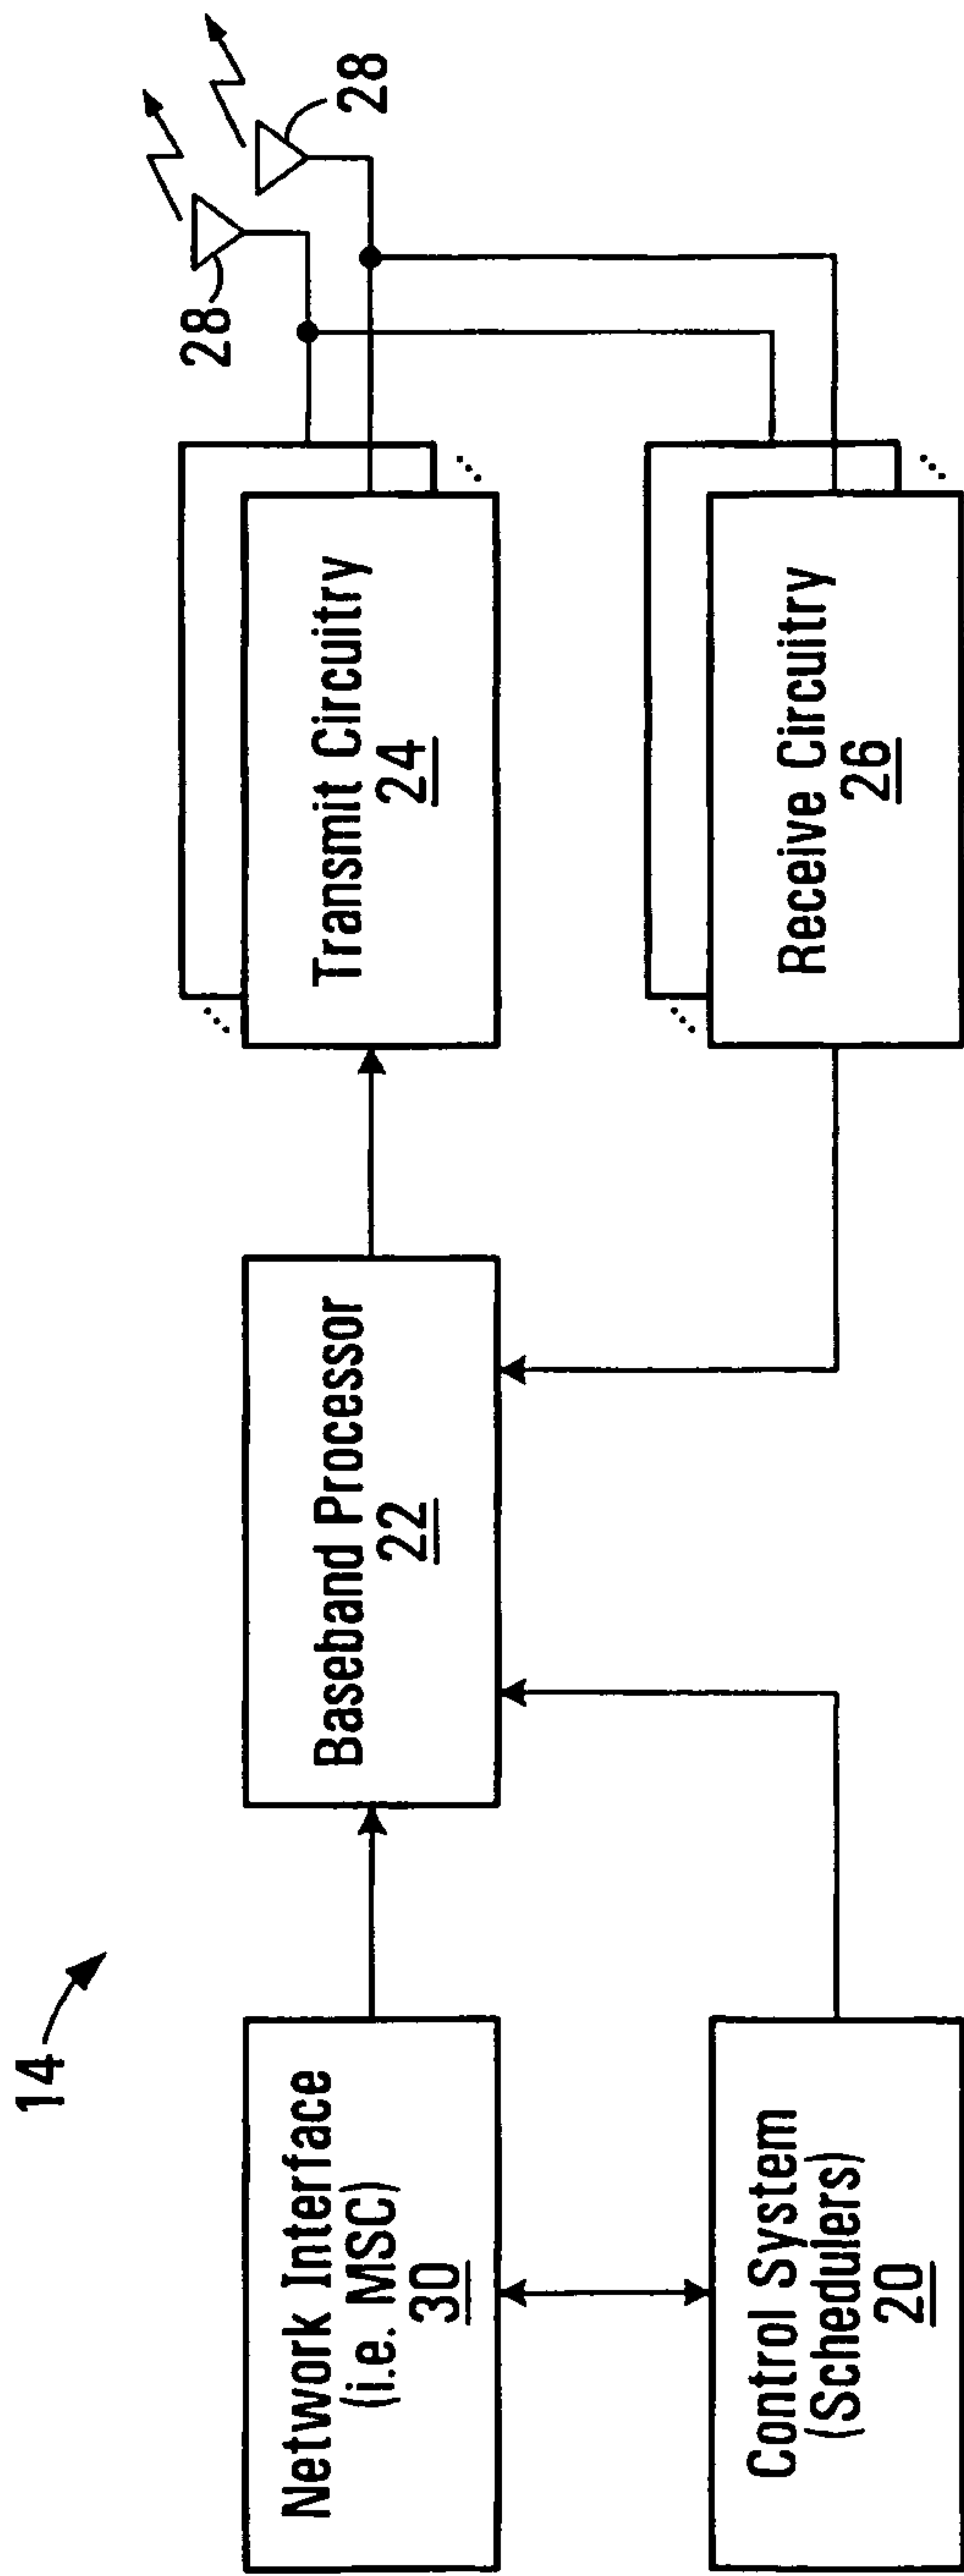 14
Network Interface
(i.e. MSC)
30
Control System
(Schedulers)
20
Baseband Processor
22
Transmit Circuitry
24
Receive Circuitry
26
28
28